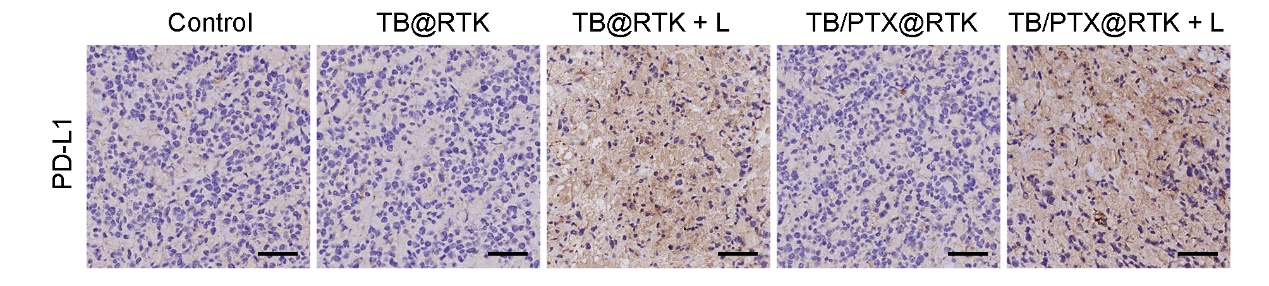 Control TB@RTK TB@RTK + L TB/PTX@RTK TB/PTX@RTK + L
PD-L1